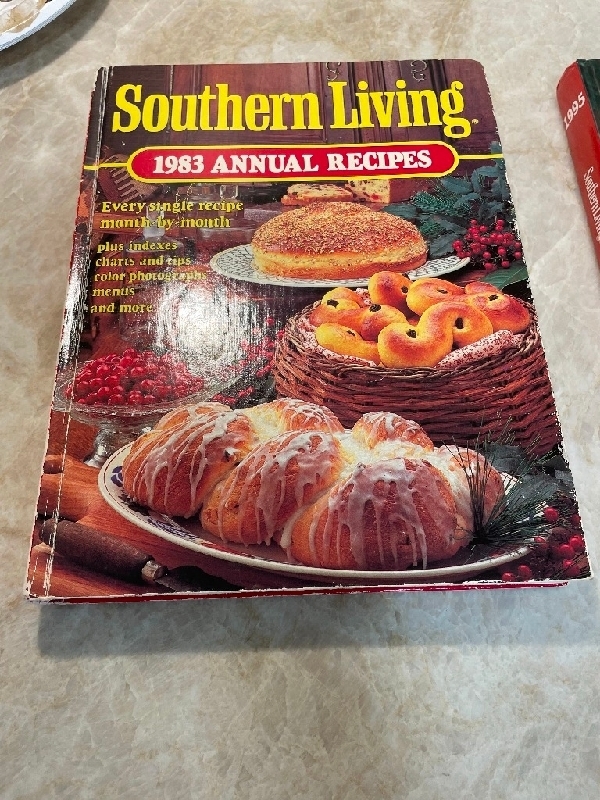 Southern Living
1983 ANNUAL RECIPES
Every single recipe
month-by-month
plus indexes
charts and tips
color photographs
menus
and more
1995
Southern Living